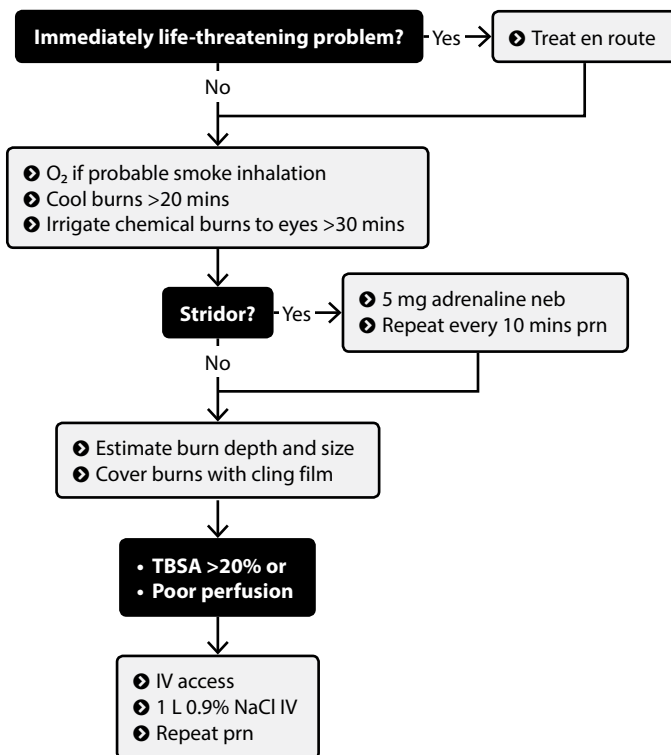 Immediately life-threatening problem?
Yes
❯ Treat en route
No
❯ O₂ if probable smoke inhalation
❯ Cool burns >20 mins
❯ Irrigate chemical burns to eyes >30 mins
Stridor?
Yes
❯ 5 mg adrenaline neb
❯ Repeat every 10 mins prn
No
❯ Estimate burn depth and size
❯ Cover burns with cling film
• TBSA >20% or
• Poor perfusion
❯ IV access
❯ 1 L 0.9% NaCl IV
❯ Repeat prn